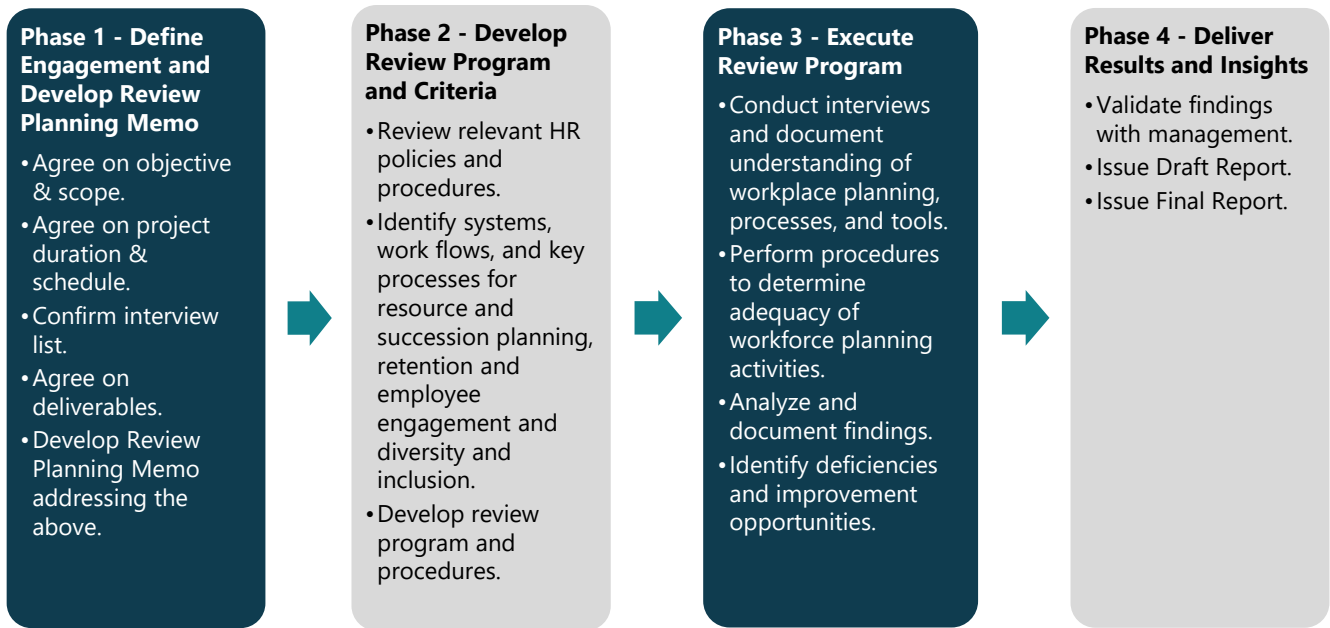 Phase 1 - Define
Engagement and
Develop Review
Planning Memo
•Agree on objective
& scope.
•Agree on project
duration &
schedule.
•Confirm interview
list.
•Agree on
deliverables.
•Develop Review
Planning Memo
addressing the
above.
Phase 2 - Develop
Review Program
and Criteria
•Review relevant HR
policies and
procedures.
•Identify systems,
work flows, and key
processes for
resource and
succession planning,
retention and
employee
engagement and
diversity and
inclusion.
•Develop review
program and
procedures.
Phase 3 - Execute
Review Program
•Conduct interviews
and document
understanding of
workplace planning,
processes, and tools.
•Perform procedures
to determine
adequacy of
workforce planning
activities.
•Analyze and
document findings.
•Identify deficiencies
and improvement
opportunities.
Phase 4 - Deliver
Results and Insights
•Validate findings
with management.
•Issue Draft Report.
•Issue Final Report.